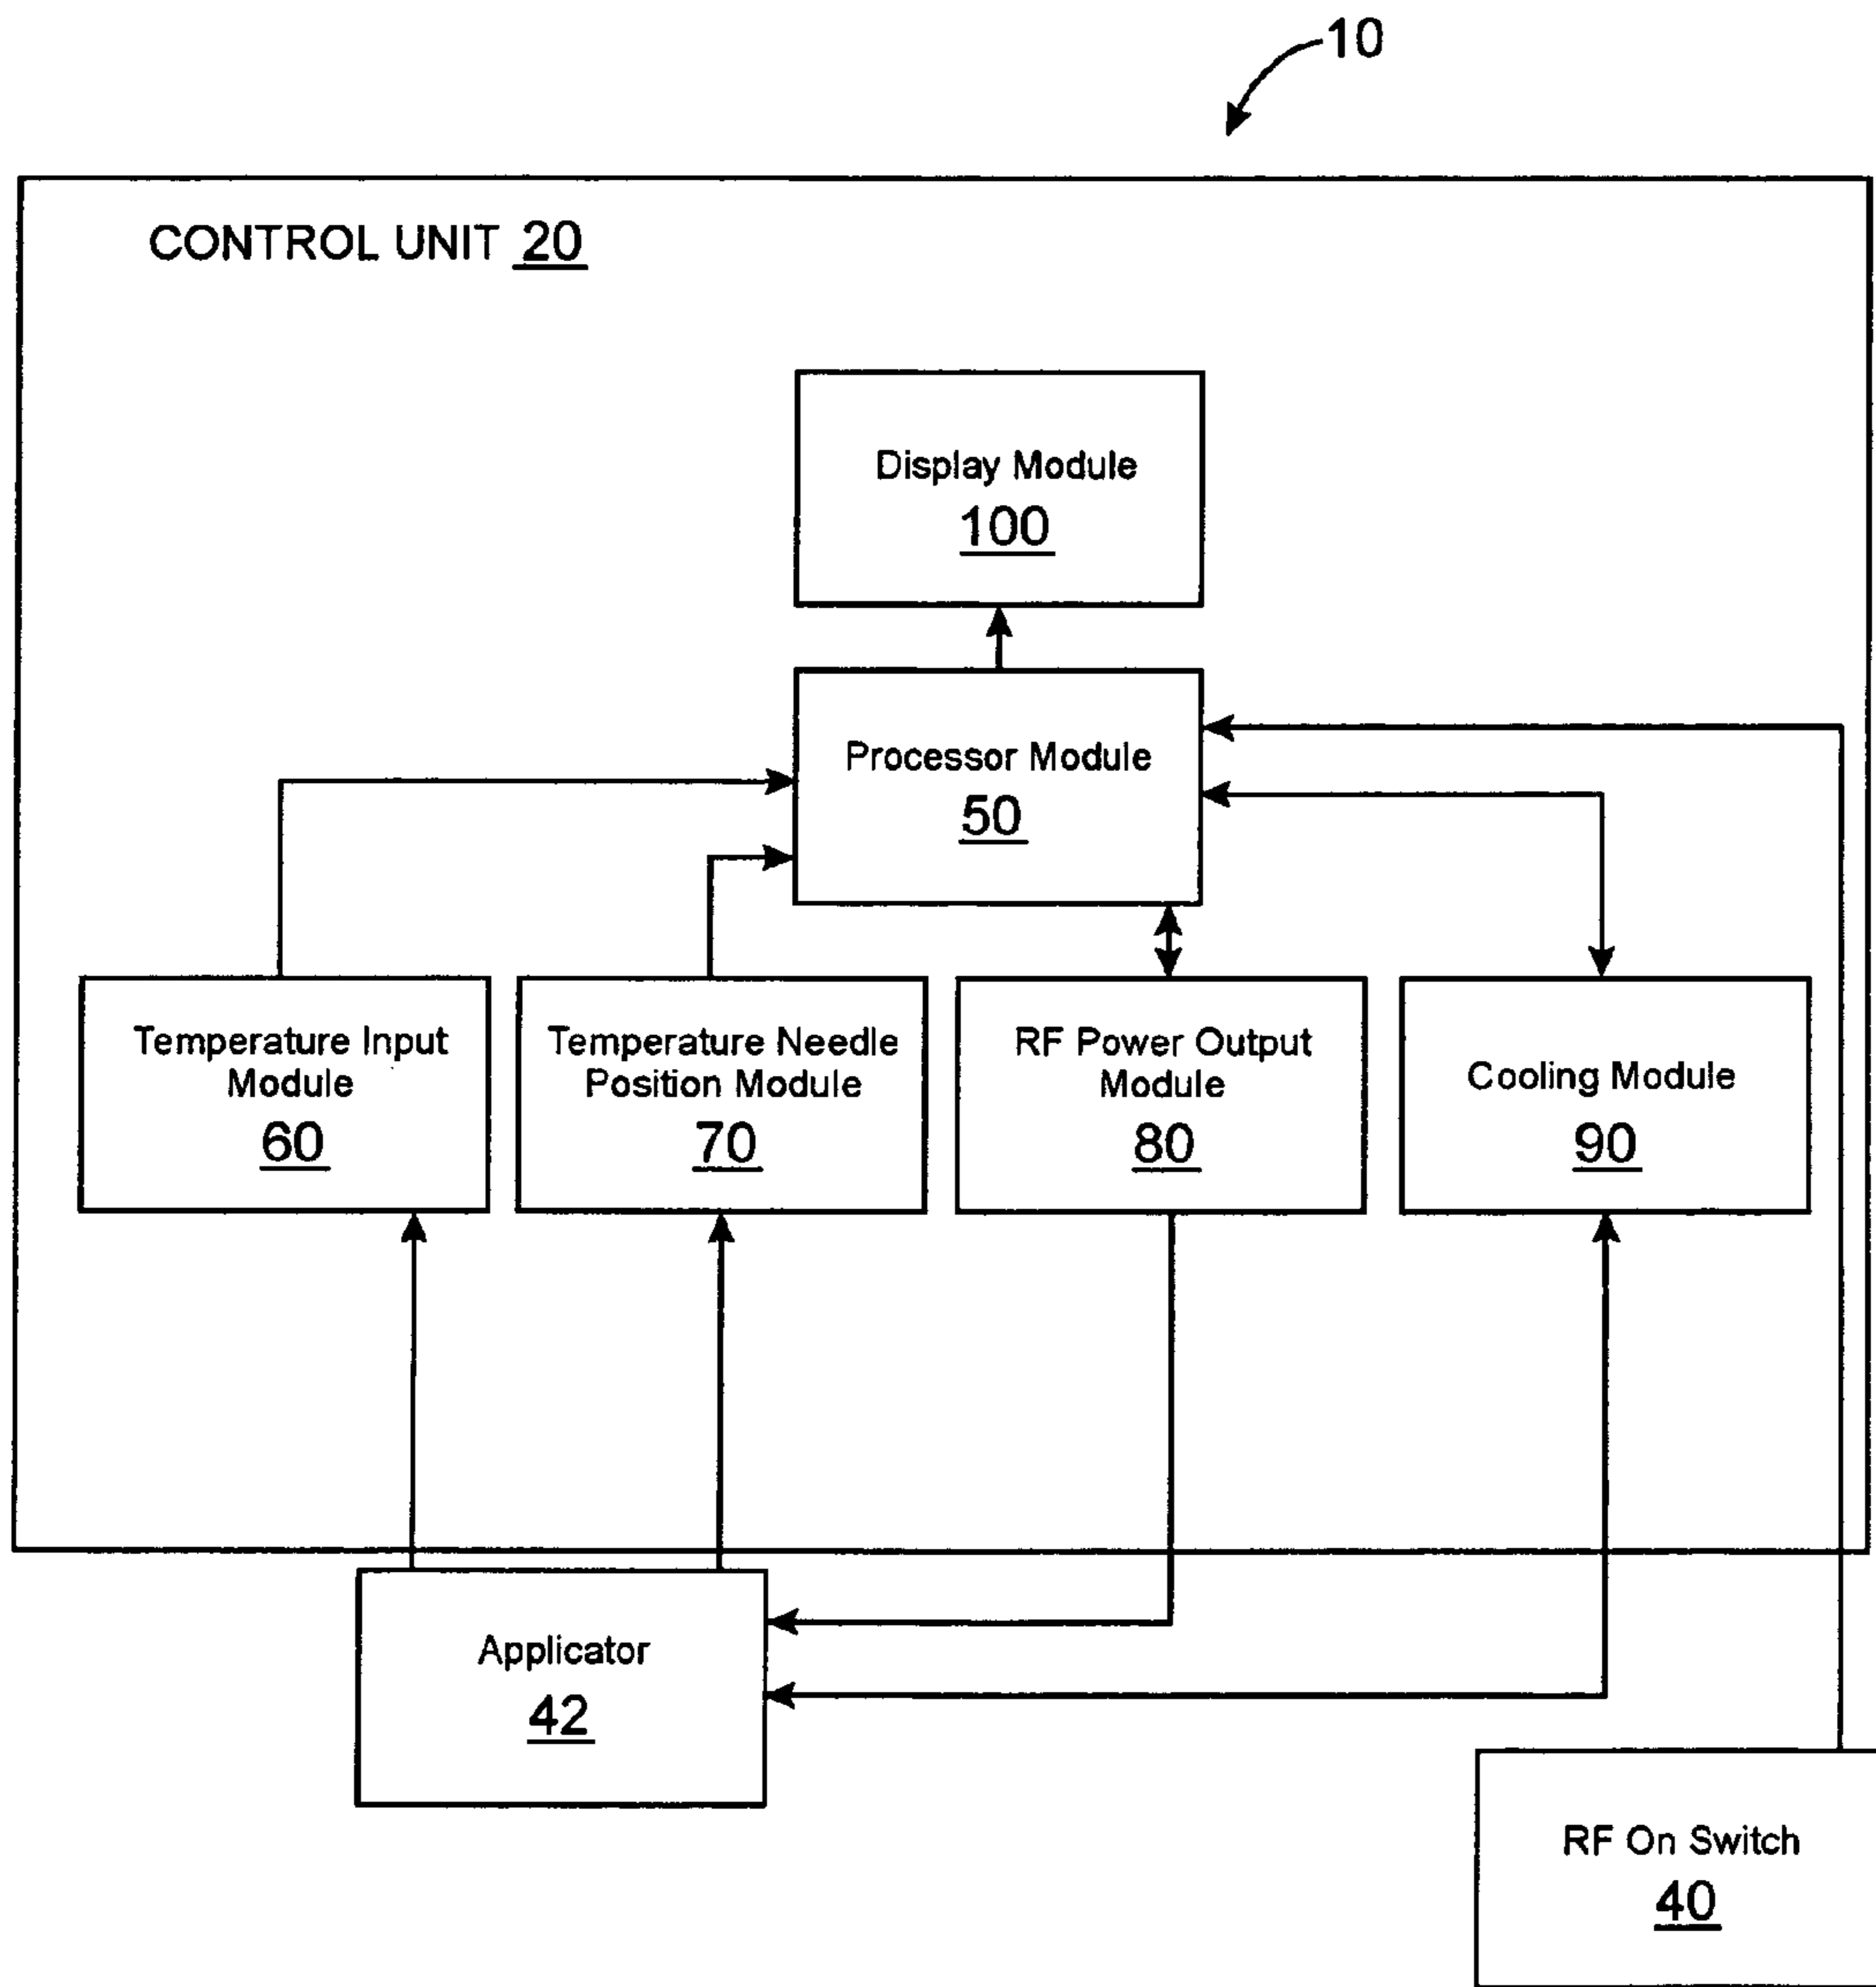 10
CONTROL UNIT 20
Display Module
100
Processor Module
50
Temperature Input
Module
60
Temperature Needle
Position Module
70
RF Power Output
Module
80
Cooling Module
90
Applicator
42
RF On Switch
40